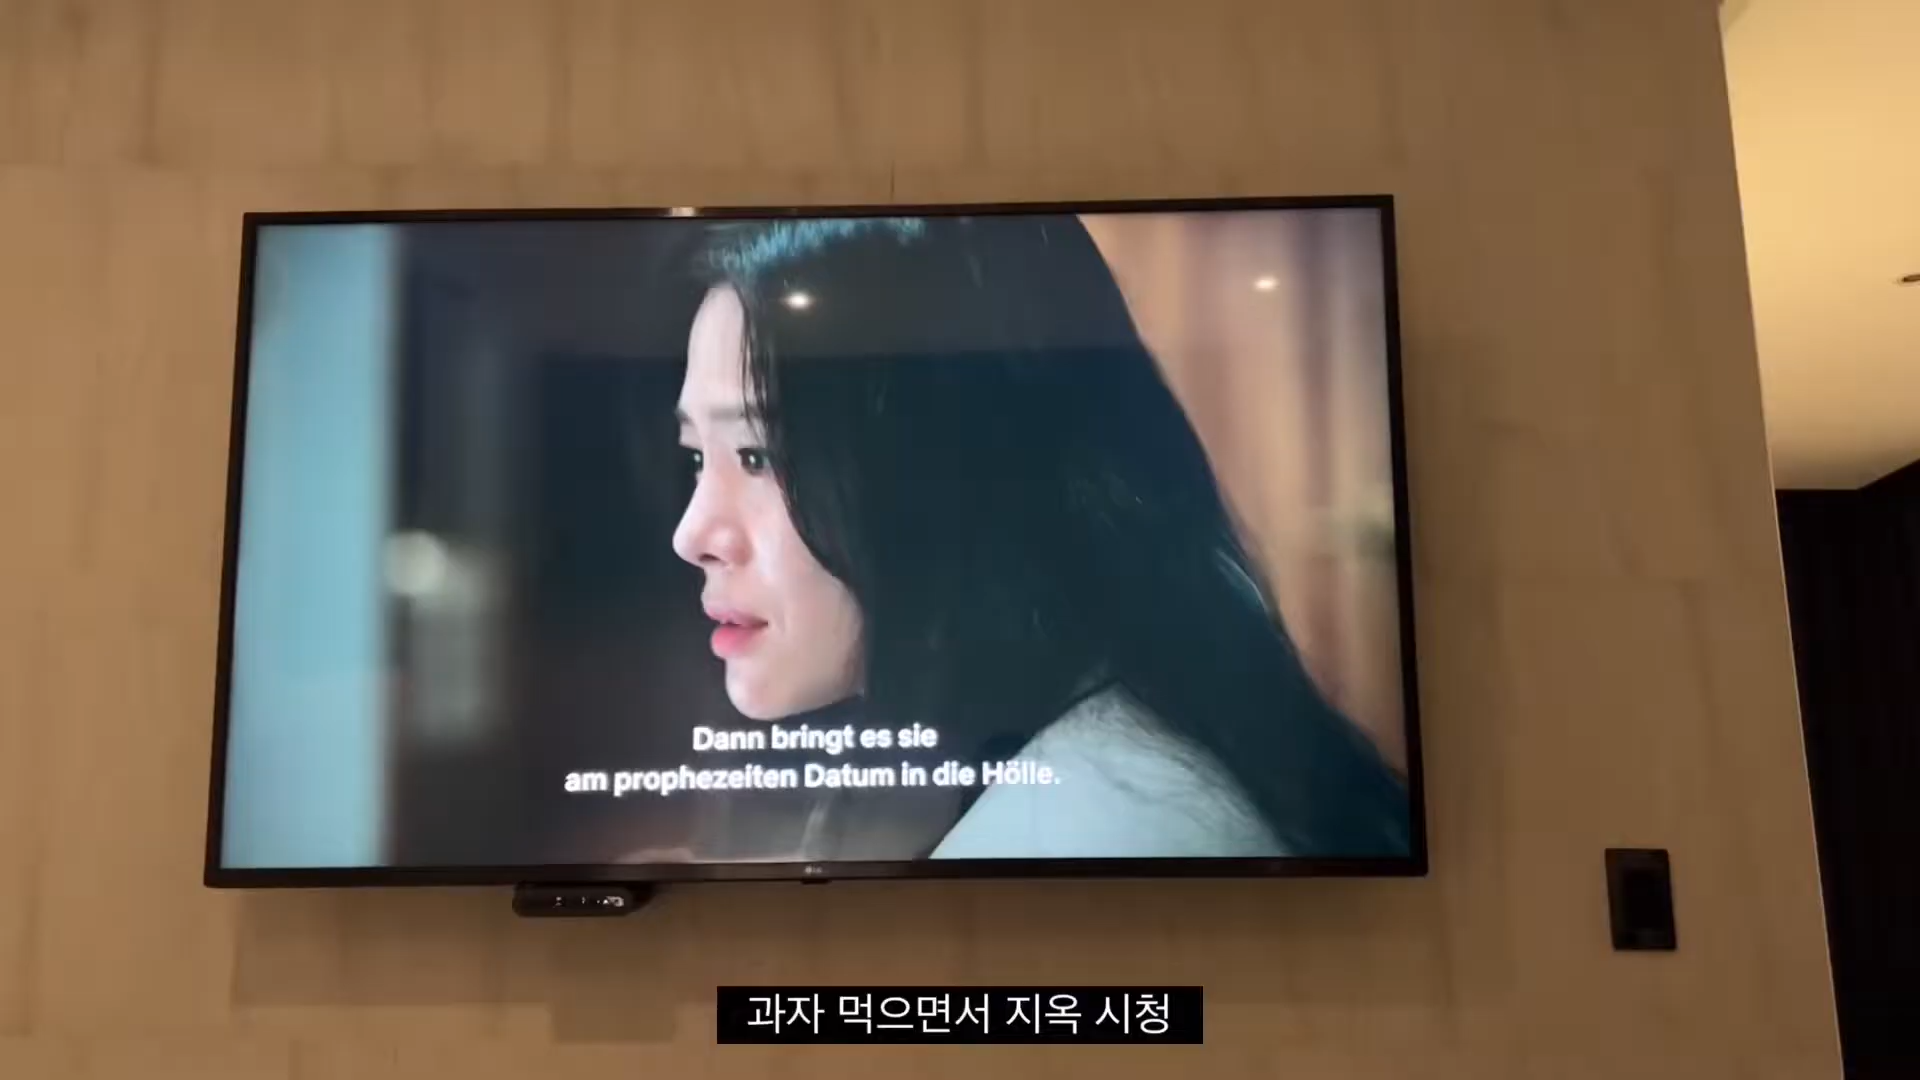 Dann bringt es sie
am prophezeiten Datum in die Hölle.
과자 먹으면서 지옥 시청